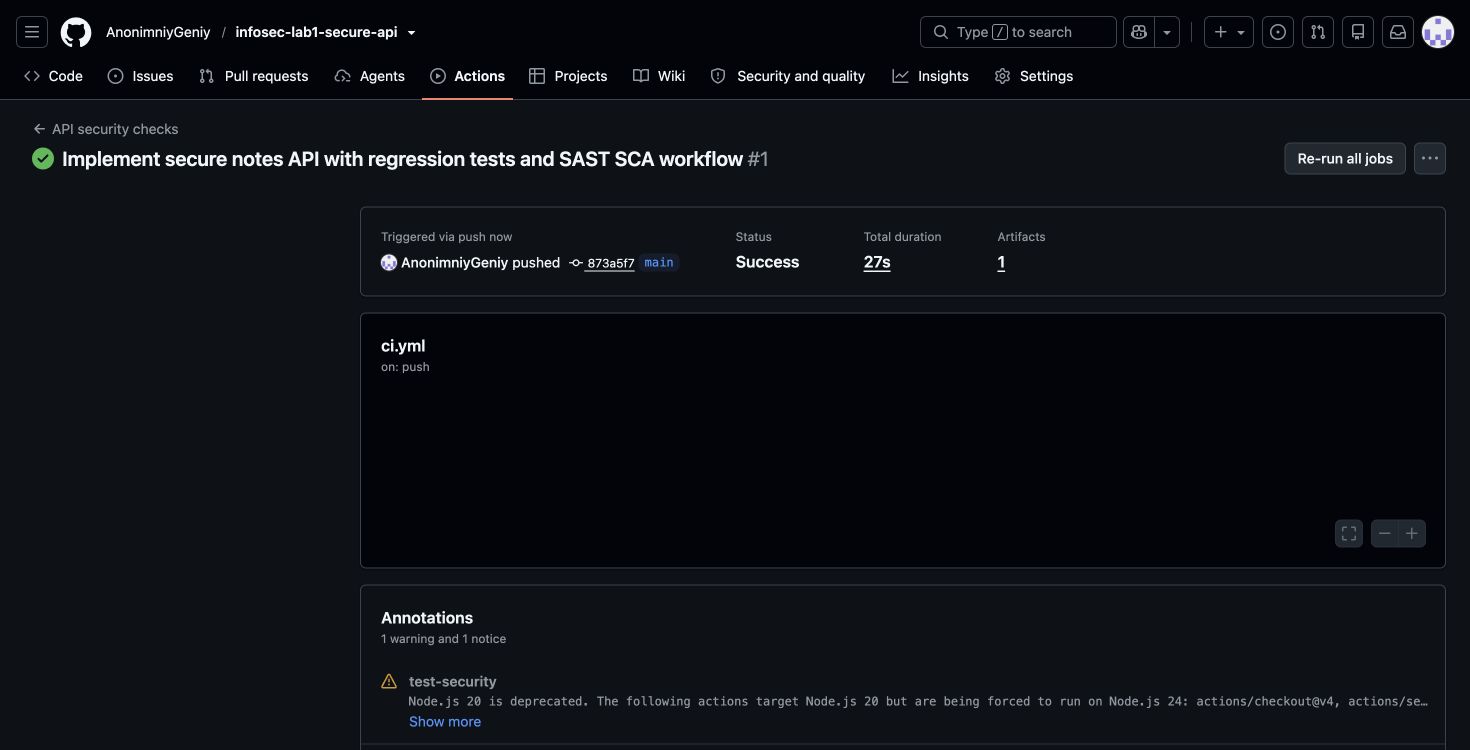 AnonimniyGeniy / infosec-lab1-secure-api
Type / to search
Code Issues Pull requests Agents Actions Projects Wiki Security and quality Insights Settings
← API security checks
Implement secure notes API with regression tests and SAST SCA workflow #1
Re-run all jobs
Triggered via push now Status Total duration Artifacts
AnonimniyGeniy pushed 873a5f7 main Success 27s 1
ci.yml
on: push
Annotations
1 warning and 1 notice
test-security
Node.js 20 is deprecated. The following actions target Node.js 20 but are being forced to run on Node.js 24: actions/checkout@v4, actions/se…
Show more